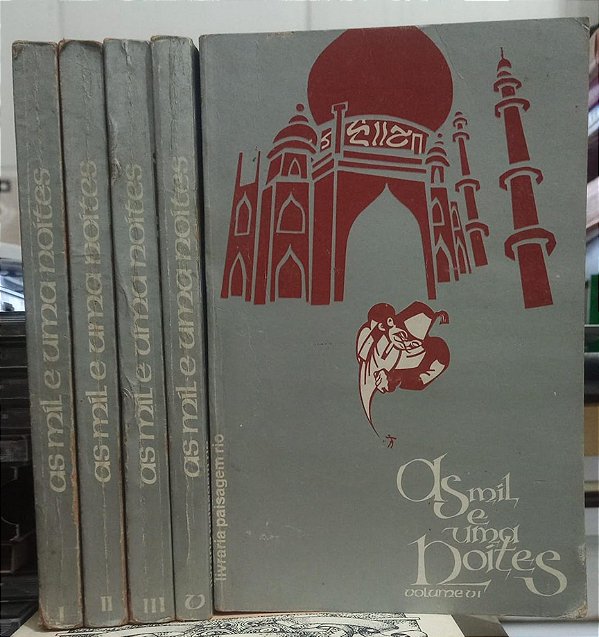 as mil e uma noites
I
as mil e uma noites
II
as mil e uma noites
III
as mil e uma noites
V
livraria paisagem rio
As mil
e
uma
Noites
volume VI